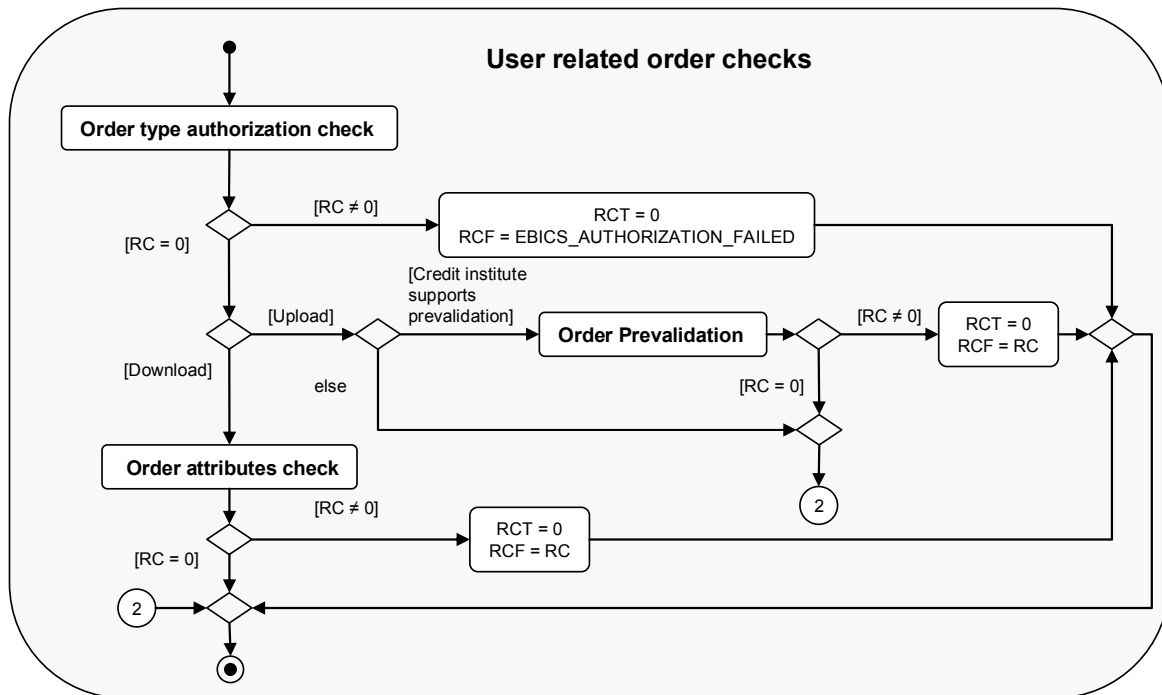 User related order checks
Order type authorization check
[RC ≠ 0]
RCT = 0
RCF = EBICS_AUTHORIZATION_FAILED
[RC = 0]
[Credit institute
supports
prevalidation]
[Upload]
Order Prevalidation
[RC ≠ 0]
RCT = 0
RCF = RC
[Download]
else
[RC = 0]
Order attributes check
2
[RC ≠ 0]
RCT = 0
RCF = RC
[RC = 0]
2